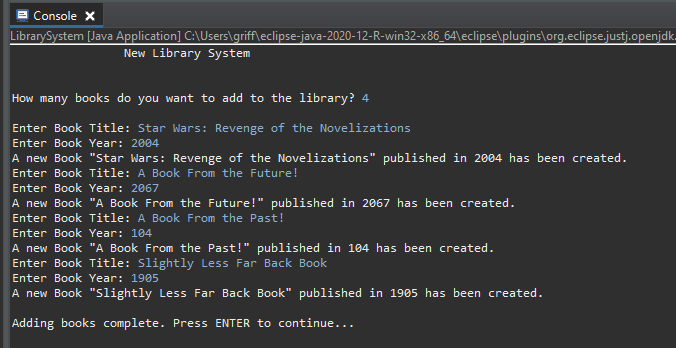 Console
LibrarySystem [Java Application] C:\Users\griff\eclipse-java-2020-12-R-win32-x86_64\eclipse\plugins\org.eclipse.justj.openjdk.
New Library System
How many books do you want to add to the library? 4
Enter Book Title: Star Wars: Revenge of the Novelizations
Enter Book Year: 2004
A new Book "Star Wars: Revenge of the Novelizations" published in 2004 has been created.
Enter Book Title: A Book From the Future!
Enter Book Year: 2067
A new Book "A Book From the Future!" published in 2067 has been created.
Enter Book Title: A Book From the Past!
Enter Book Year: 104
A new Book "A Book From the Past!" published in 104 has been created.
Enter Book Title: Slightly Less Far Back Book
Enter Book Year: 1905
A new Book "Slightly Less Far Back Book" published in 1905 has been created.
Adding books complete. Press ENTER to continue...